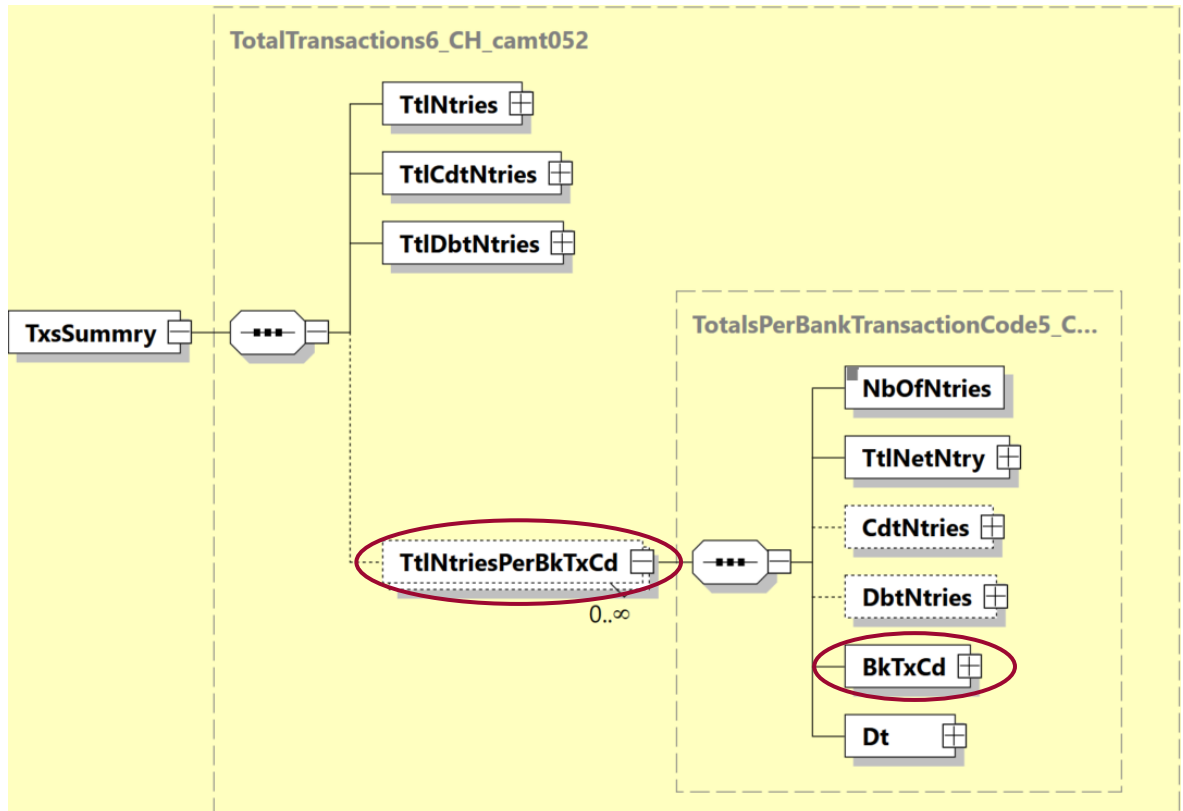 TotalTransactions6_CH_camt052
TtlNtries
TtlCdtNtries
TtlDbtNtries
TxsSummry
TotalsPerBankTransactionCode5_C...
NbOfNtries
TtlNetNtry
CdtNtries
TtlNtriesPerBkTxCd
0..∞
DbtNtries
BkTxCd
Dt